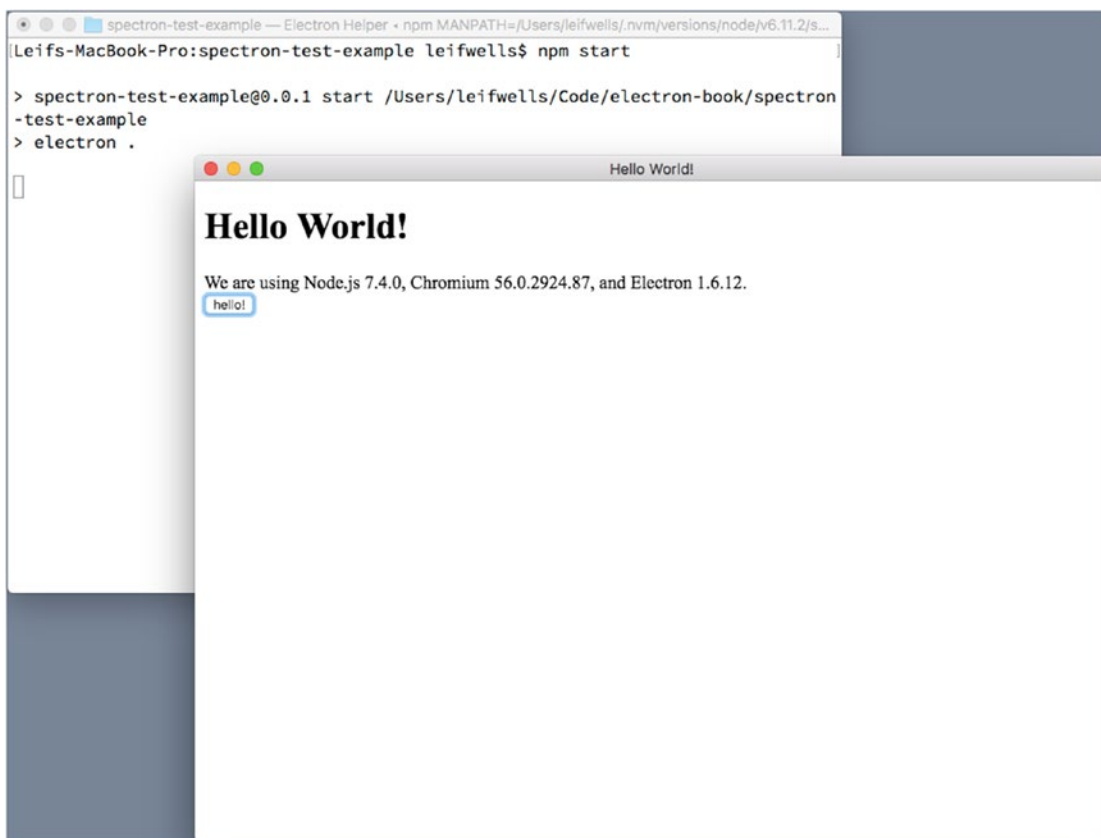 spectron-test-example — Electron Helper • npm MANPATH=/Users/leifwells/.nvm/versions/node/v6.11.2/s...
[Leifs-MacBook-Pro:spectron-test-example leifwells$ npm start ]
> spectron-test-example@0.0.1 start /Users/leifwells/Code/electron-book/spectron
-test-example
> electron .
Hello World!
Hello World!
We are using Node.js 7.4.0, Chromium 56.0.2924.87, and Electron 1.6.12.
hello!